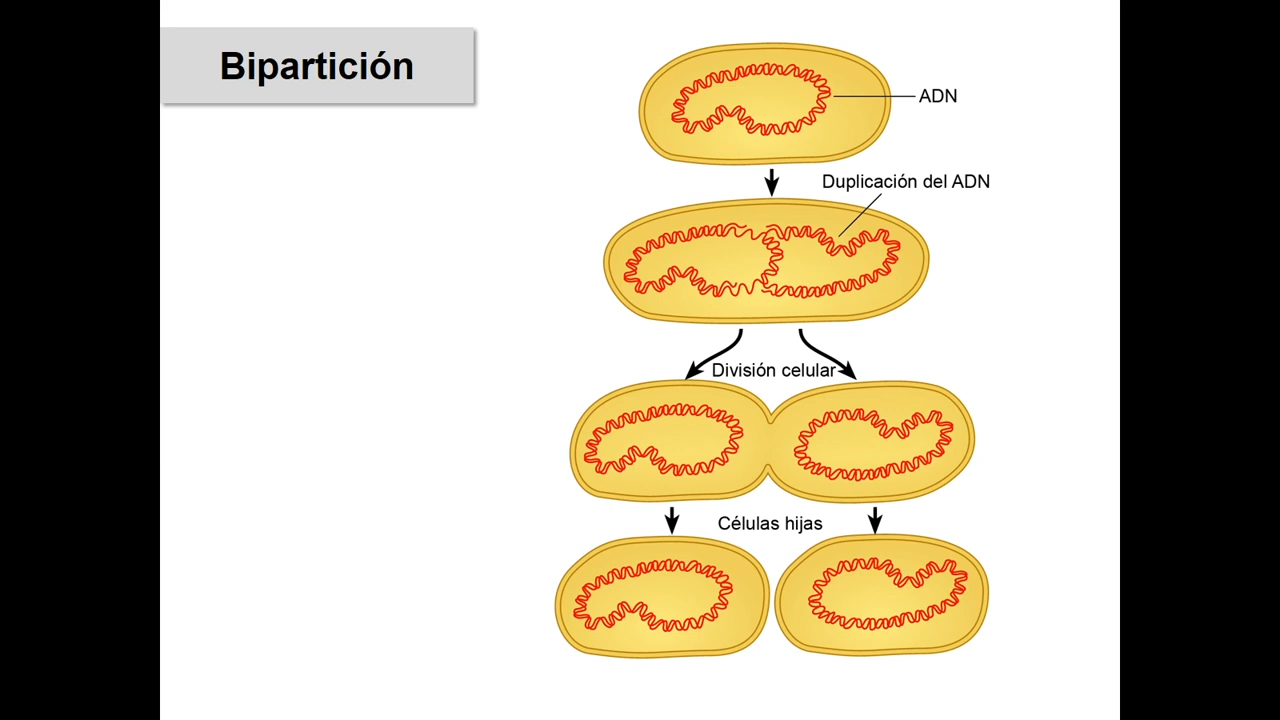 Bipartición
ADN
Duplicación del ADN
División celular
Células hijas